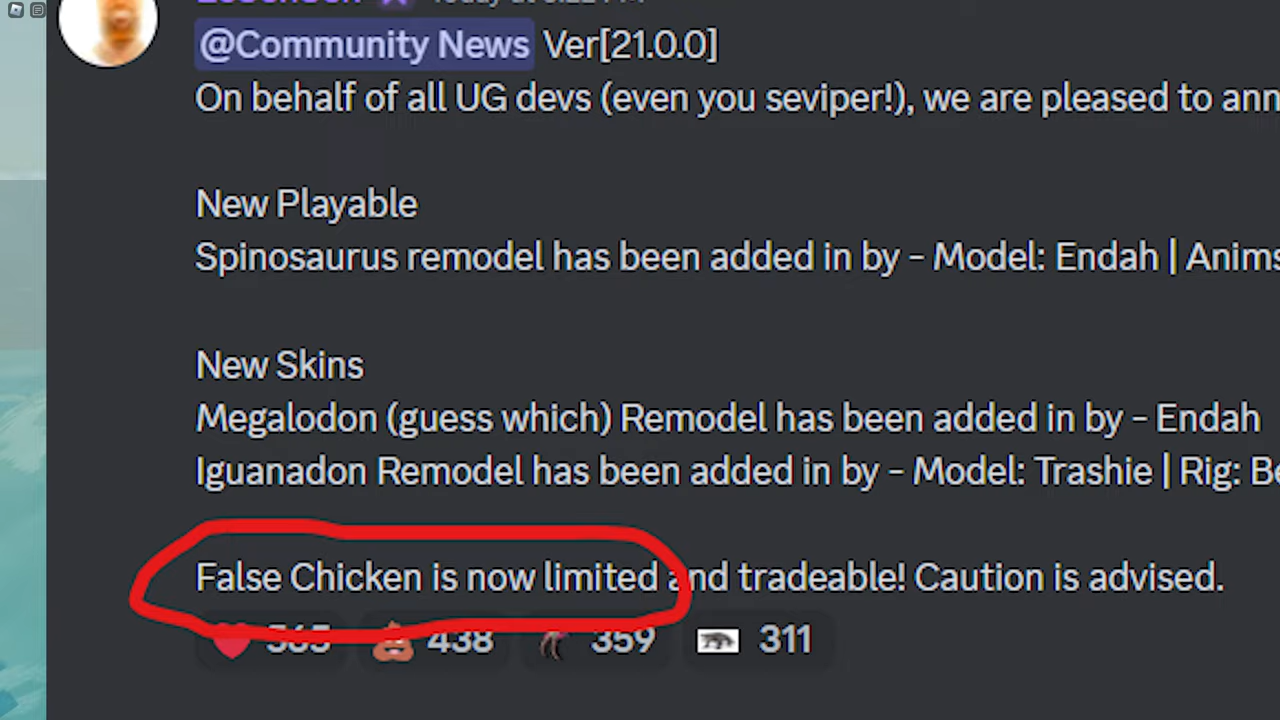 @Community News Ver[21.0.0]
On behalf of all UG devs (even you seviper!), we are pleased to ann
New Playable
Spinosaurus remodel has been added in by - Model: Endah | Anims
New Skins
Megalodon (guess which) Remodel has been added in by - Endah
Iguanadon Remodel has been added in by - Model: Trashie | Rig: Be
False Chicken is now limited and tradeable! Caution is advised.
565 438 359 311